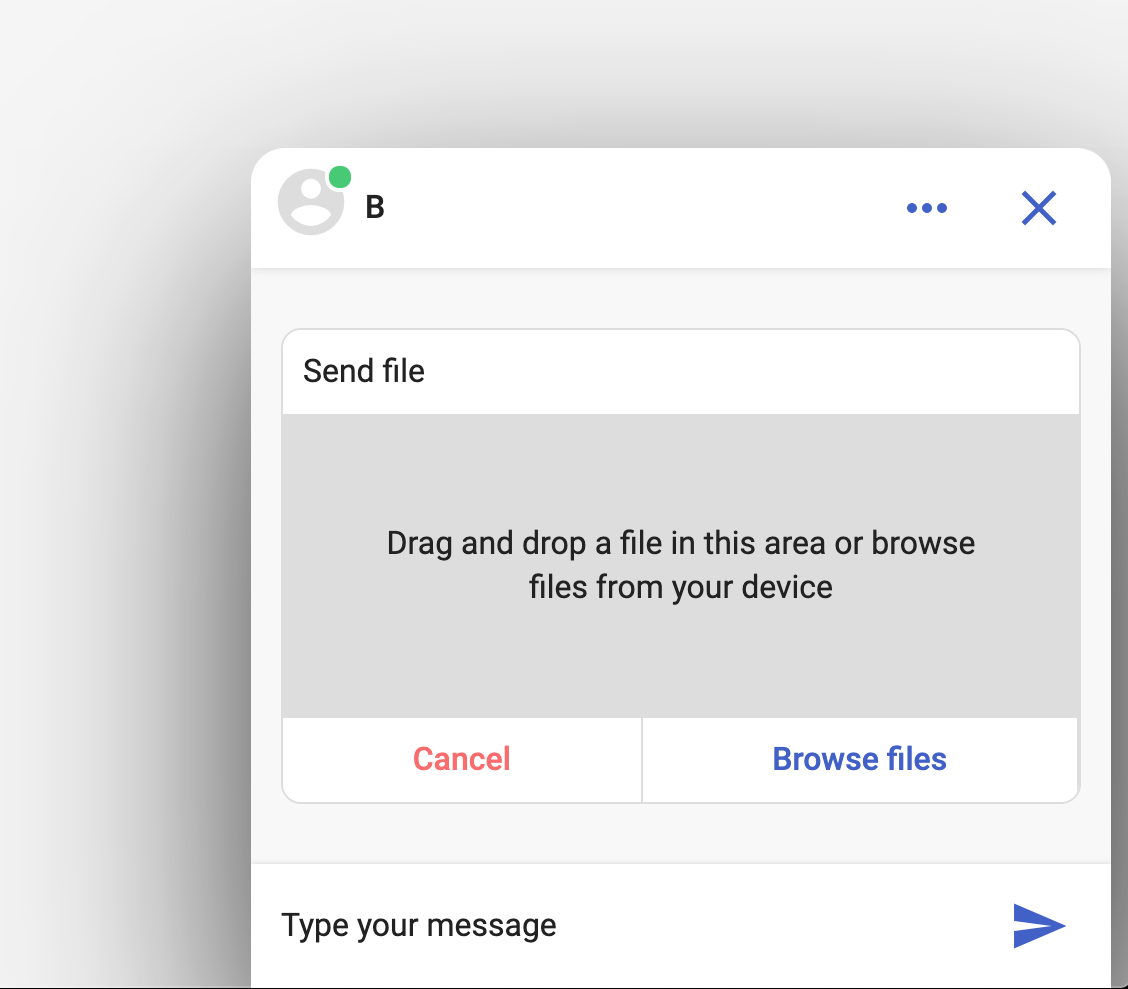 B
Send file
Drag and drop a file in this area or browse
files from your device
Cancel
Browse files
Type your message